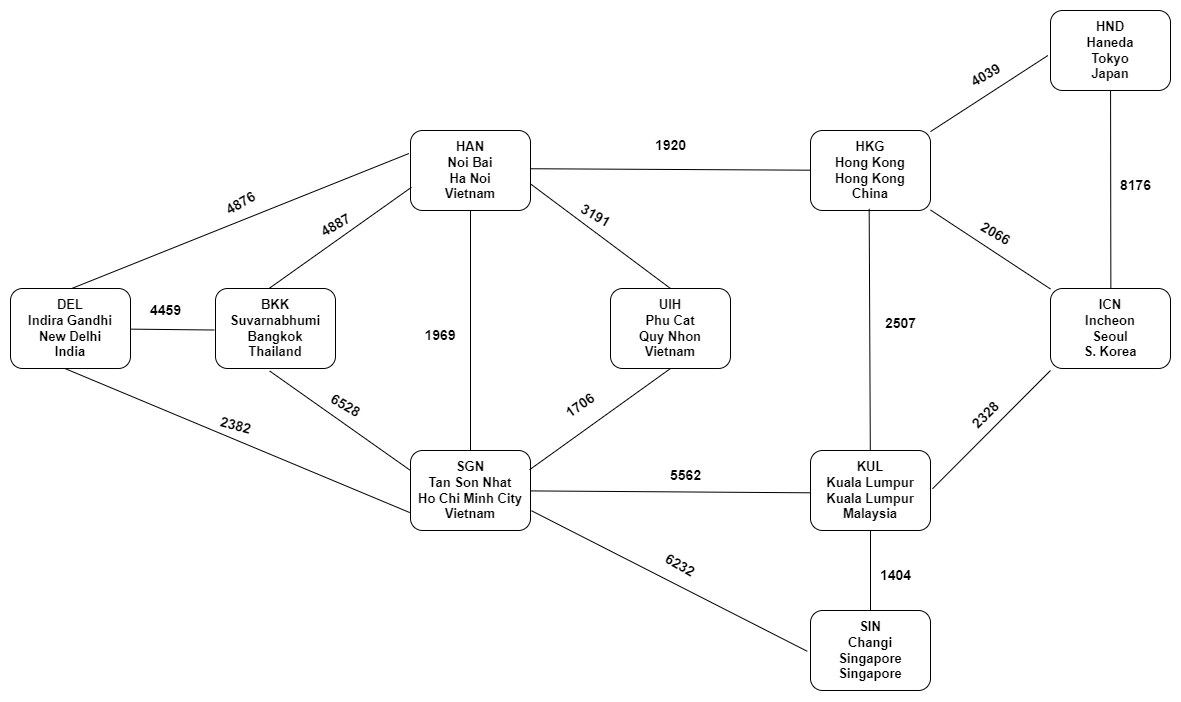 HND
Haneda
Tokyo
Japan
4039
HAN
Noi Bai
Ha Noi
Vietnam
1920
HKG
Hong Kong
Hong Kong
China
8176
4876
4887
3191
2066
DEL
Indira Gandhi
New Delhi
India
4459
BKK
Suvarnabhumi
Bangkok
Thailand
1969
UIH
Phu Cat
Quy Nhon
Vietnam
2507
ICN
Incheon
Seoul
S. Korea
2382
6528
1706
2328
SGN
Tan Son Nhat
Ho Chi Minh City
Vietnam
5562
KUL
Kuala Lumpur
Kuala Lumpur
Malaysia
6232
1404
SIN
Changi
Singapore
Singapore